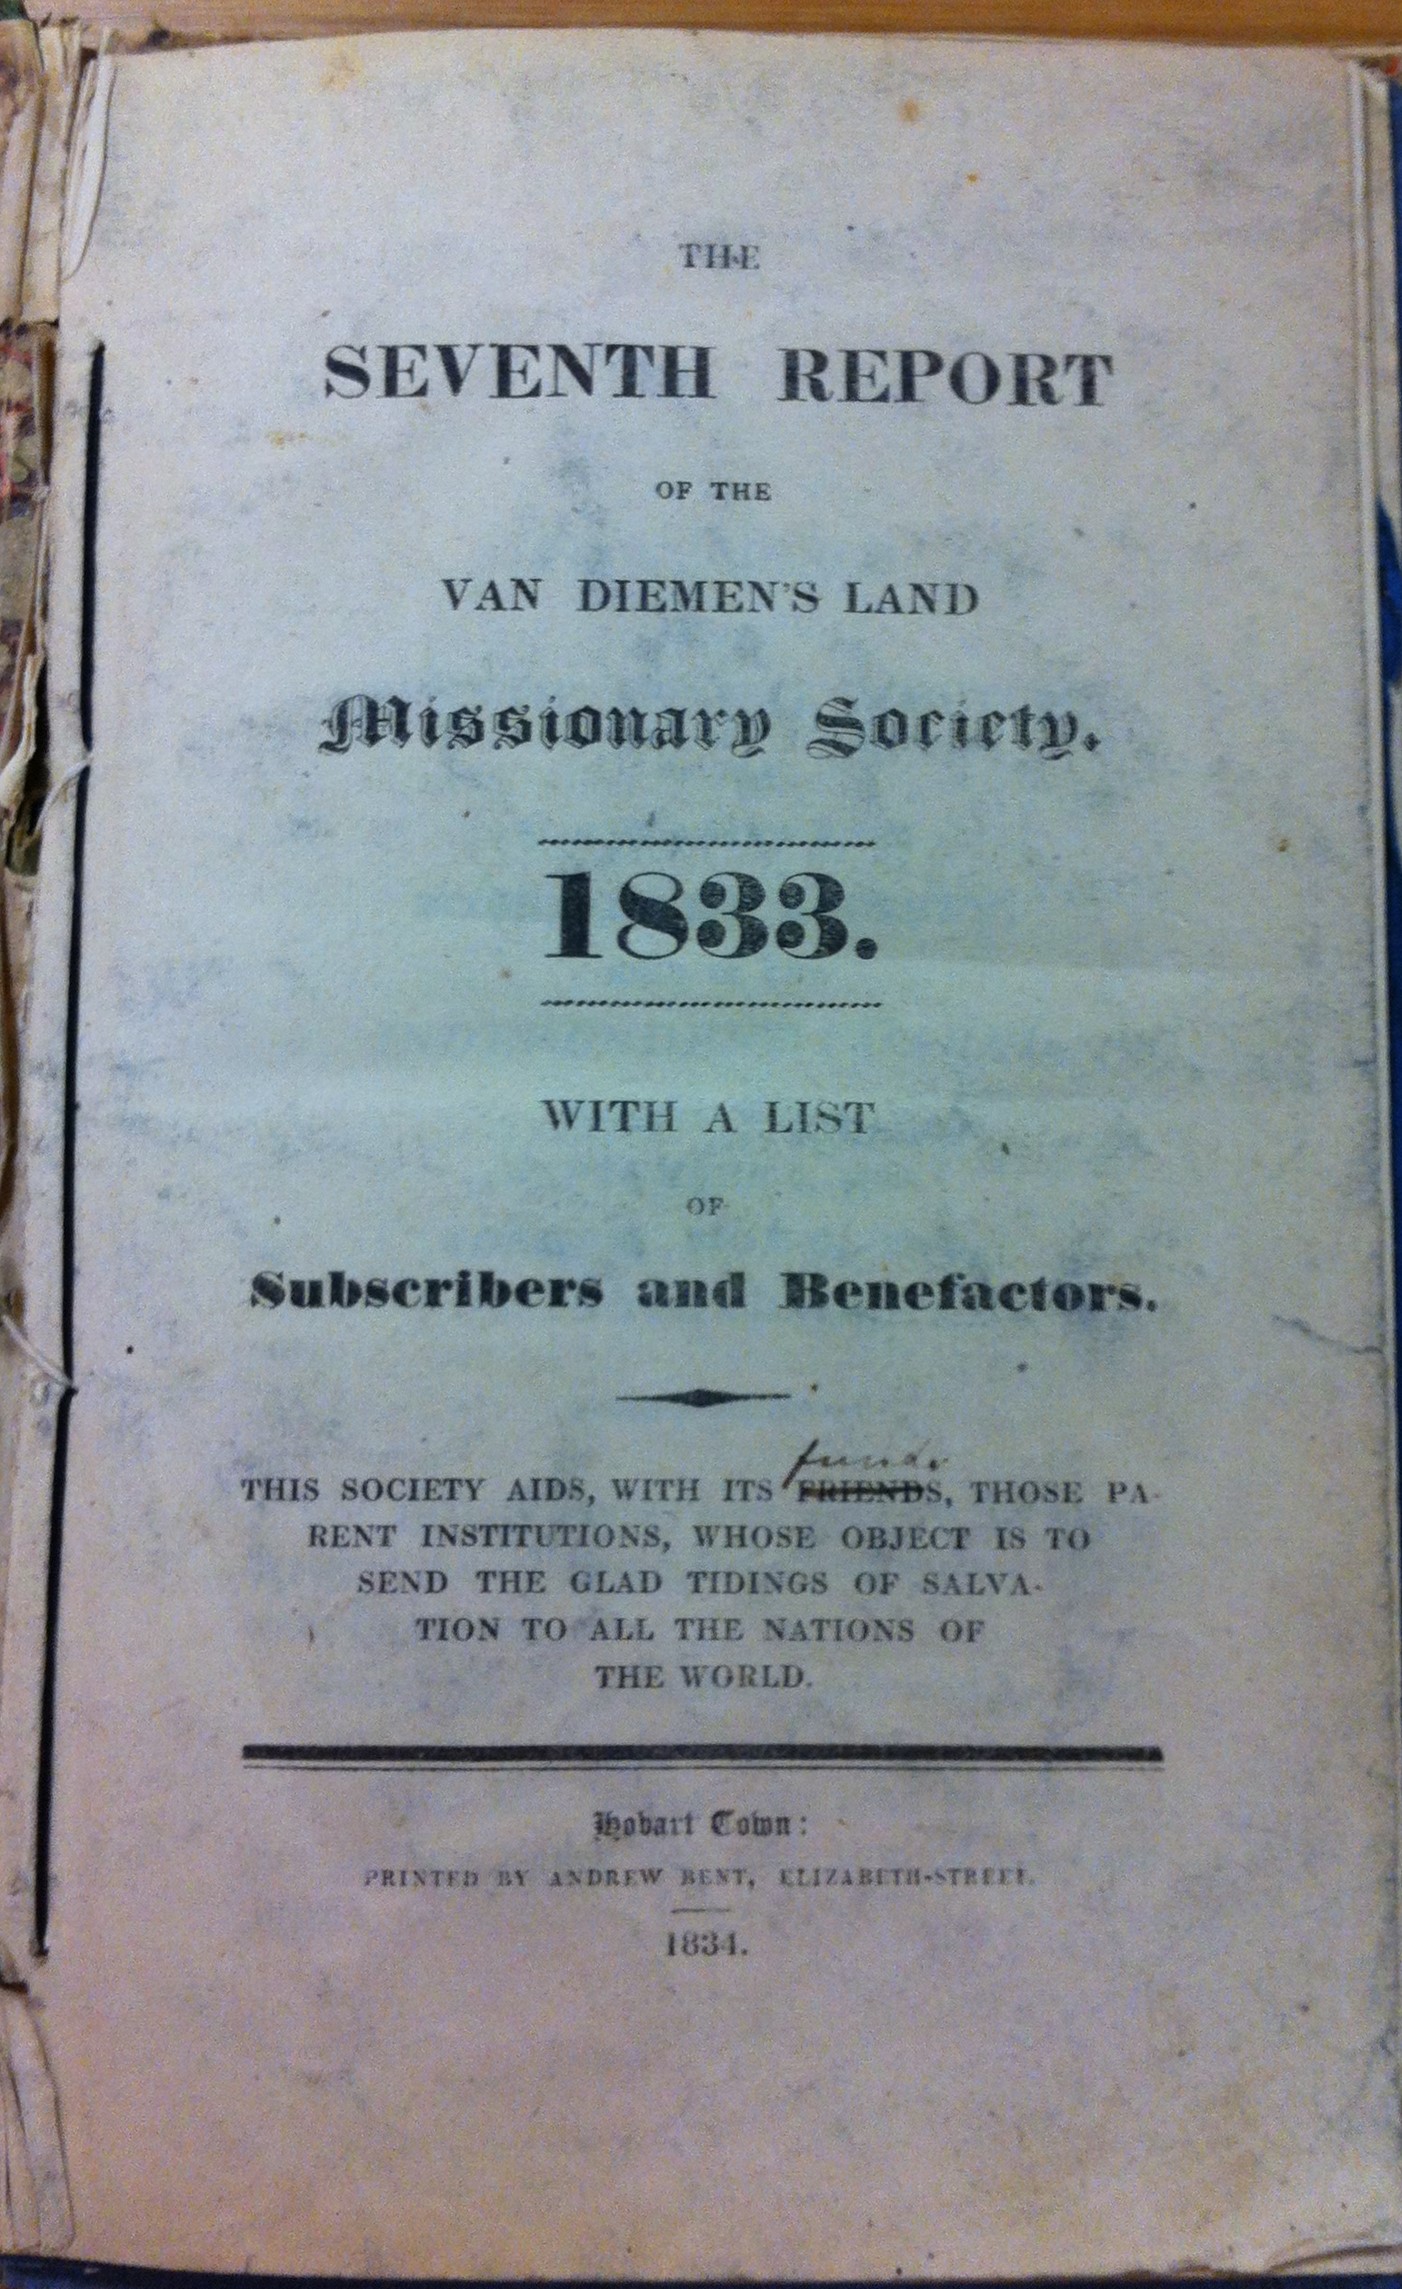 THE
SEVENTH REPORT
OF THE
VAN DIEMEN'S LAND
Missionary Society.
1833.
WITH A LIST
OF
Subscribers and Benefactors.
funds
THIS SOCIETY AIDS, WITH ITS FRIENDS, THOSE PA-
RENT INSTITUTIONS, WHOSE OBJECT IS TO
SEND THE GLAD TIDINGS OF SALVA-
TION TO ALL THE NATIONS OF
THE WORLD.
Hobart Town:
PRINTED BY ANDREW BENT, ELIZABETH-STREET.
1834.